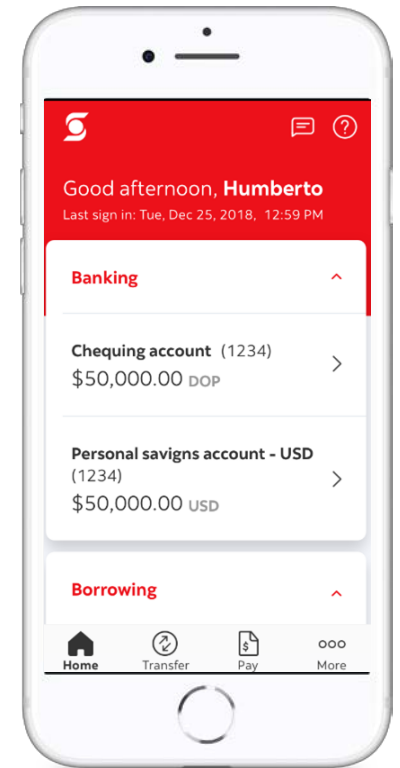 Good afternoon, Humberto
Last sign in: Tue, Dec 25, 2018, 12:59 PM
Banking
Chequing account (1234)
$50,000.00 DOP
Personal savigns account - USD
(1234)
$50,000.00 USD
Borrowing
Home Transfer Pay More